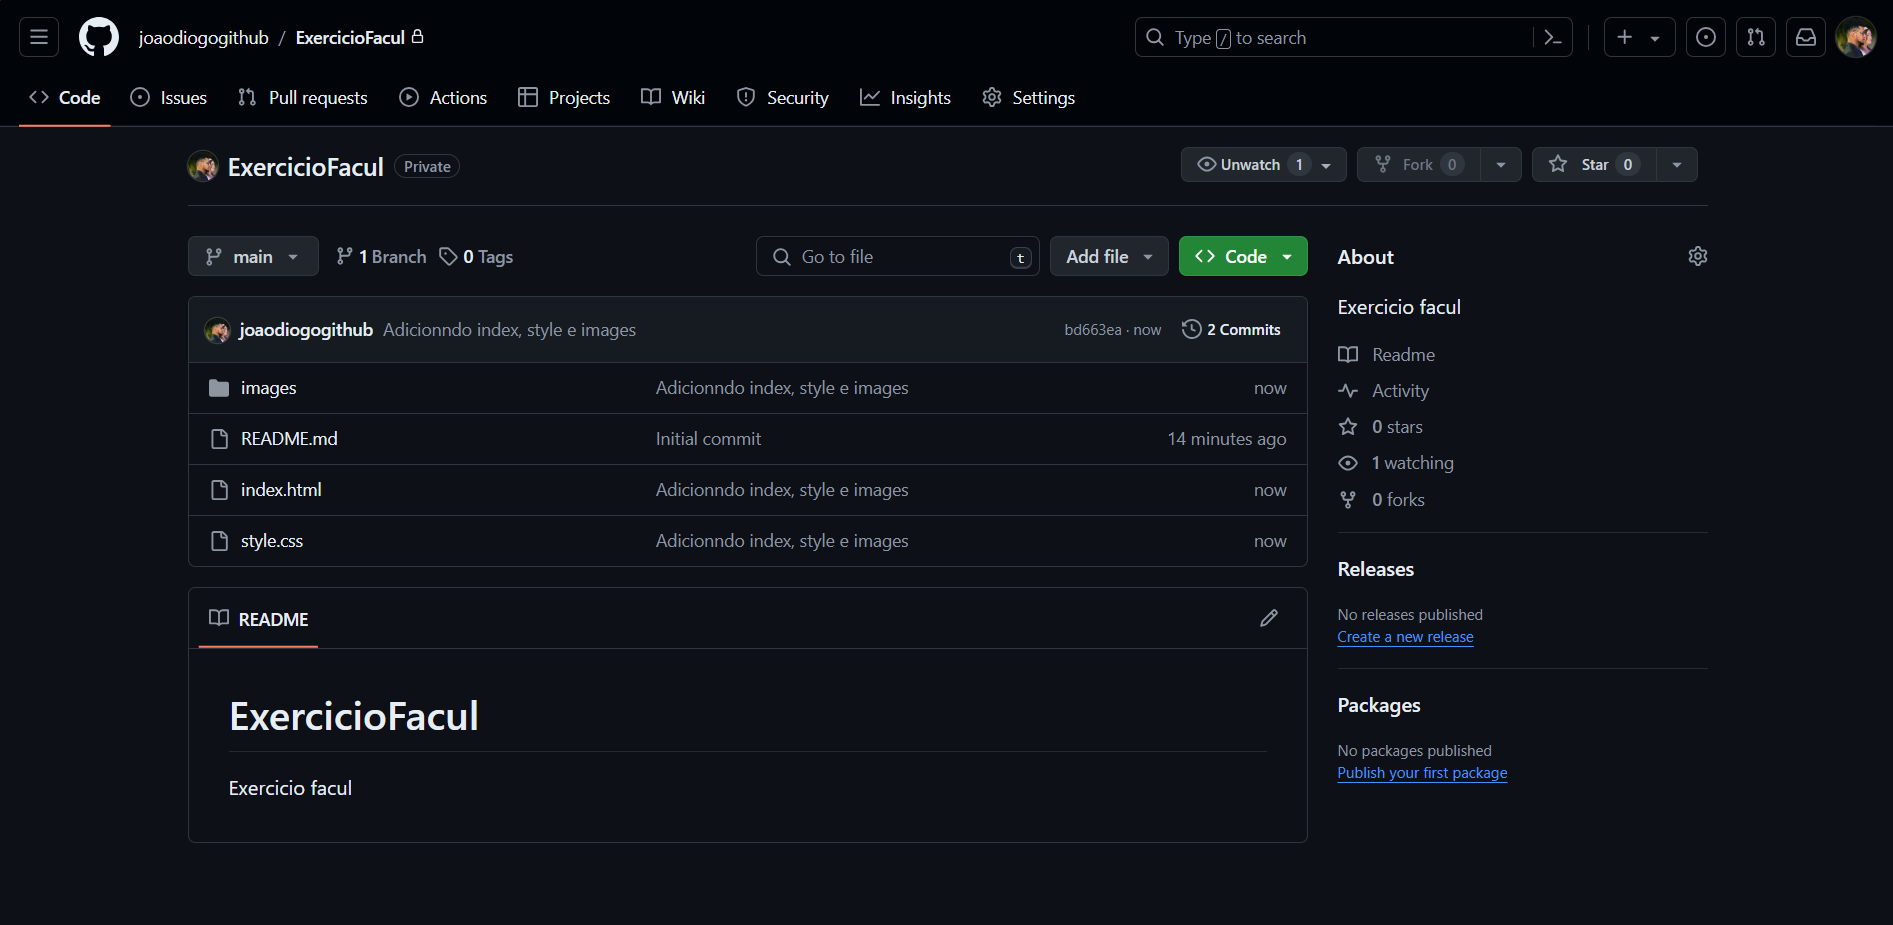 joaodiogogithub / ExercicioFacul
Type / to search
Code Issues Pull requests Actions Projects Wiki Security Insights Settings
ExercicioFacul Private
Unwatch 1 Fork 0 Star 0
main 1 Branch 0 Tags Go to file t Add file Code
joaodiogogithub Adicionndo index, style e images bd663ea · now 2 Commits
images Adicionndo index, style e images now
README.md Initial commit 14 minutes ago
index.html Adicionndo index, style e images now
style.css Adicionndo index, style e images now
README
ExercicioFacul
Exercicio facul
About
Exercicio facul
Readme
Activity
0 stars
1 watching
0 forks
Releases
No releases published
Create a new release
Packages
No packages published
Publish your first package